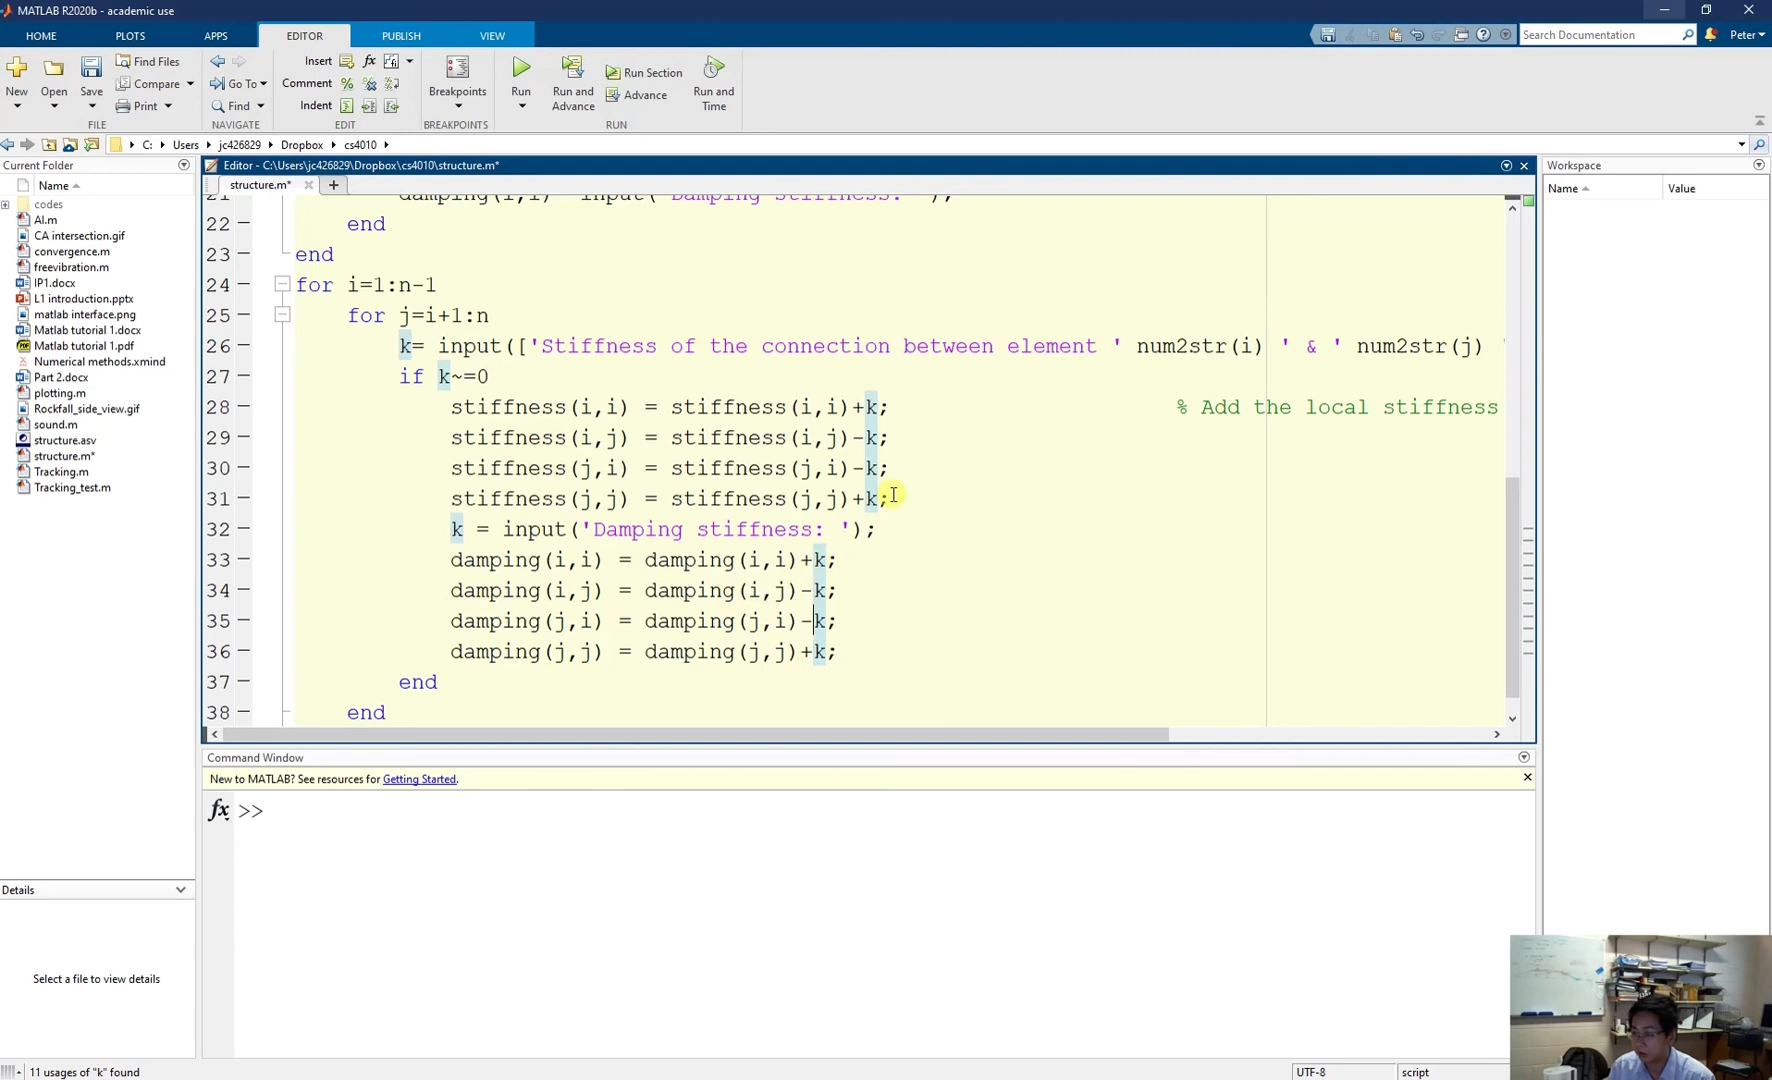 MATLAB R2020b - academic use
HOME PLOTS APPS EDITOR PUBLISH VIEW
Search Documentation
Peter
New Open Save
Find Files
Compare
Print
FILE
Go To
Find
NAVIGATE
Insert
Comment
Indent
EDIT
Breakpoints
BREAKPOINTS
Run
Run and Advance
Run Section
Advance
Run and Time
RUN
C: Users jc426829 Dropbox cs4010
Current Folder
Name
codes
AI.m
CA intersection.gif
convergence.m
freevibration.m
IP1.docx
L1 introduction.pptx
matlab interface.png
Matlab tutorial 1.docx
Matlab tutorial 1.pdf
Numerical methods.xmind
Part 2.docx
plotting.m
Rockfall_side_view.gif
sound.m
structure.asv
structure.m*
Tracking.m
Tracking_test.m
Details
Select a file to view details
Editor - C:\Users\jc426829\Dropbox\cs4010\structure.m*
structure.m*
21 damping(i,i) input( Damping stiffness: );
22 end
23 end
24 for i=1:n-1
25 for j=i+1:n
26 k= input(['Stiffness of the connection between element ' num2str(i) ' & ' num2str(j) '
27 if k~=0
28 stiffness(i,i) = stiffness(i,i)+k; % Add the local stiffness
29 stiffness(i,j) = stiffness(i,j)-k;
30 stiffness(j,i) = stiffness(j,i)-k;
31 stiffness(j,j) = stiffness(j,j)+k;
32 k = input('Damping stiffness: ');
33 damping(i,i) = damping(i,i)+k;
34 damping(i,j) = damping(i,j)-k;
35 damping(j,i) = damping(j,i)-k;
36 damping(j,j) = damping(j,j)+k;
37 end
38 end
Command Window
New to MATLAB? See resources for Getting Started.
fx >>
Workspace
Name Value
11 usages of "k" found
UTF-8
script